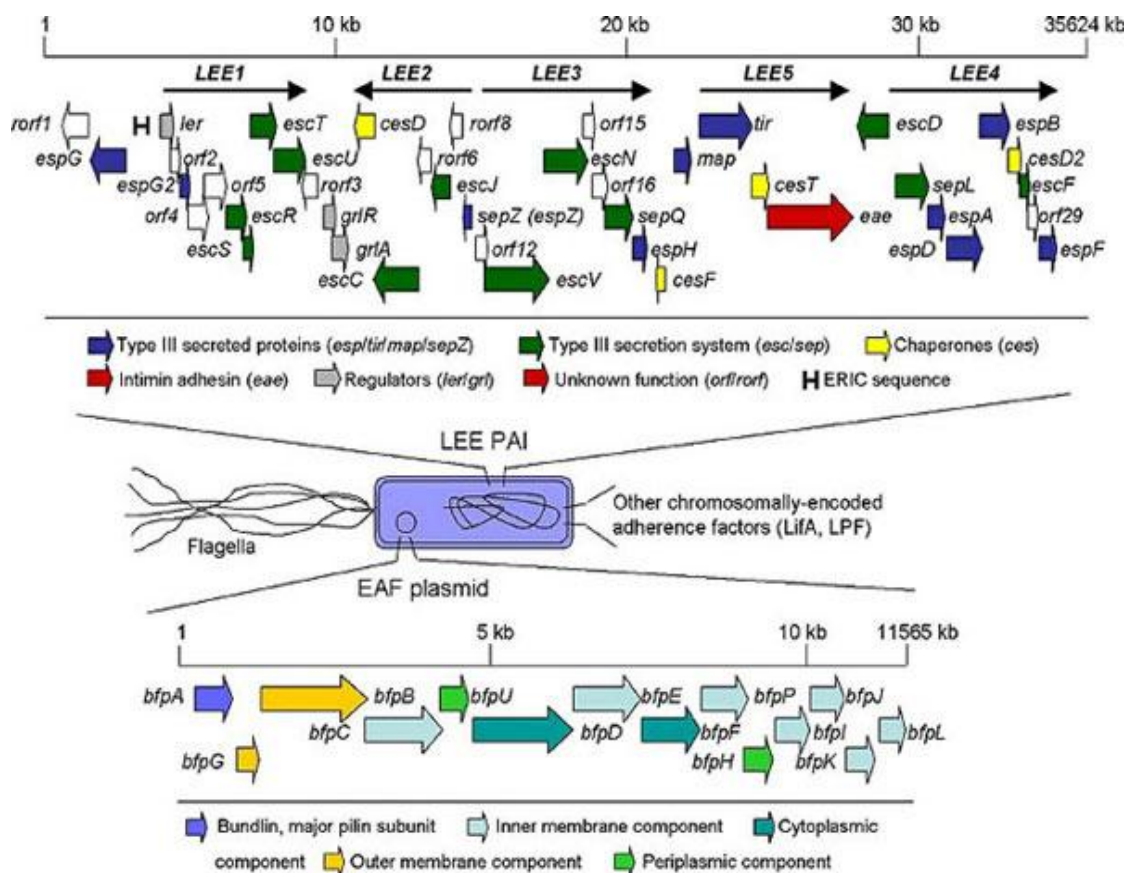 1 10 kb 20 kb 30 kb 35624 kb
LEE1 LEE2 LEE3 LEE5 LEE4
rorf1 H ler escT cesD rorf8 orf15 tir escD espB
espG orf2 escU rorf6 escN map cesD2
espG2 orf5 rorf3 escJ orf16 cesT sepL escF
orf4 escR grlR sepZ (espZ) sepQ eae espA orf29
escS grlA orf12 espH espD espF
escC escV cesF
Type III secreted proteins (esp/tir/map/sepZ) Type III secretion system (esc/sep) Chaperones (ces)
Intimin adhesin (eae) Regulators (ler/grl) Unknown function (orf/rorf) H ERIC sequence
LEE PAI
Other chromosomally-encoded
adherence factors (LifA, LPF)
Flagella
EAF plasmid
1 5 kb 10 kb 11565 kb
bfpA bfpB bfpU bfpE bfpP bfpJ
bfpC bfpD bfpF bfpI bfpL
bfpG bfpH bfpK
Bundlin, major pilin subunit Inner membrane component Cytoplasmic
component Outer membrane component Periplasmic component